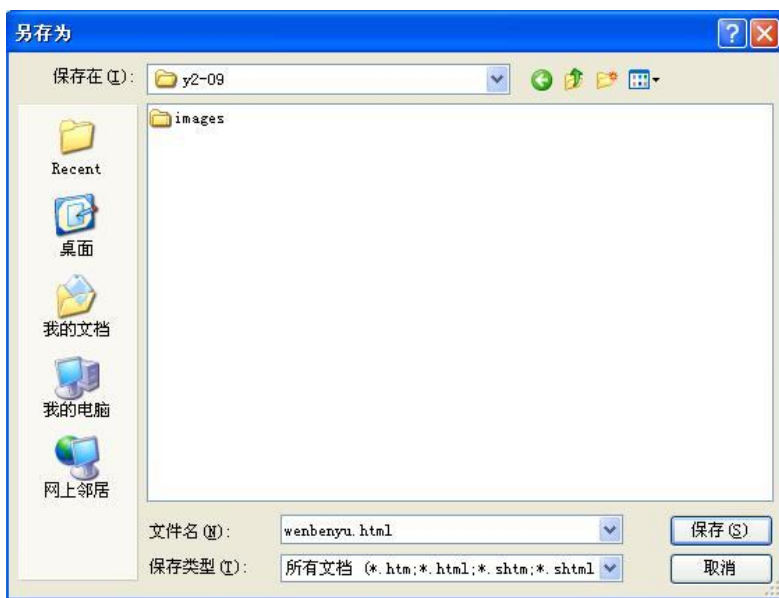 另存为
保存在(I):
y2-09
images
Recent
桌面
我的文档
我的电脑
网上邻居
文件名(N):
wenbenyu.html
保存(S)
保存类型(T):
所有文档 (*.htm;*.html;*.shtm;*.shtml
取消